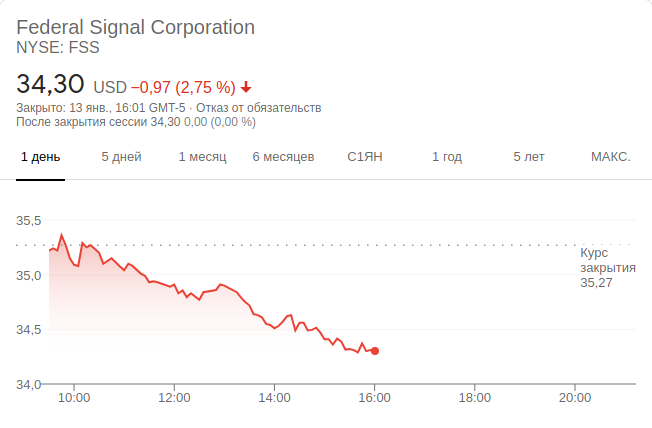 Federal Signal Corporation
NYSE: FSS
34,30 USD −0,97 (2,75 %)
Закрыто: 13 янв., 16:01 GMT-5 · Отказ от обязательств
После закрытия сессии 34,30 0,00 (0,00 %)
1 день 5 дней 1 месяц 6 месяцев С1ЯН 1 год 5 лет МАКС.
35,5
Курс
закрытия
35,27
35,0
34,5
34,0
10:00 12:00 14:00 16:00 18:00 20:00